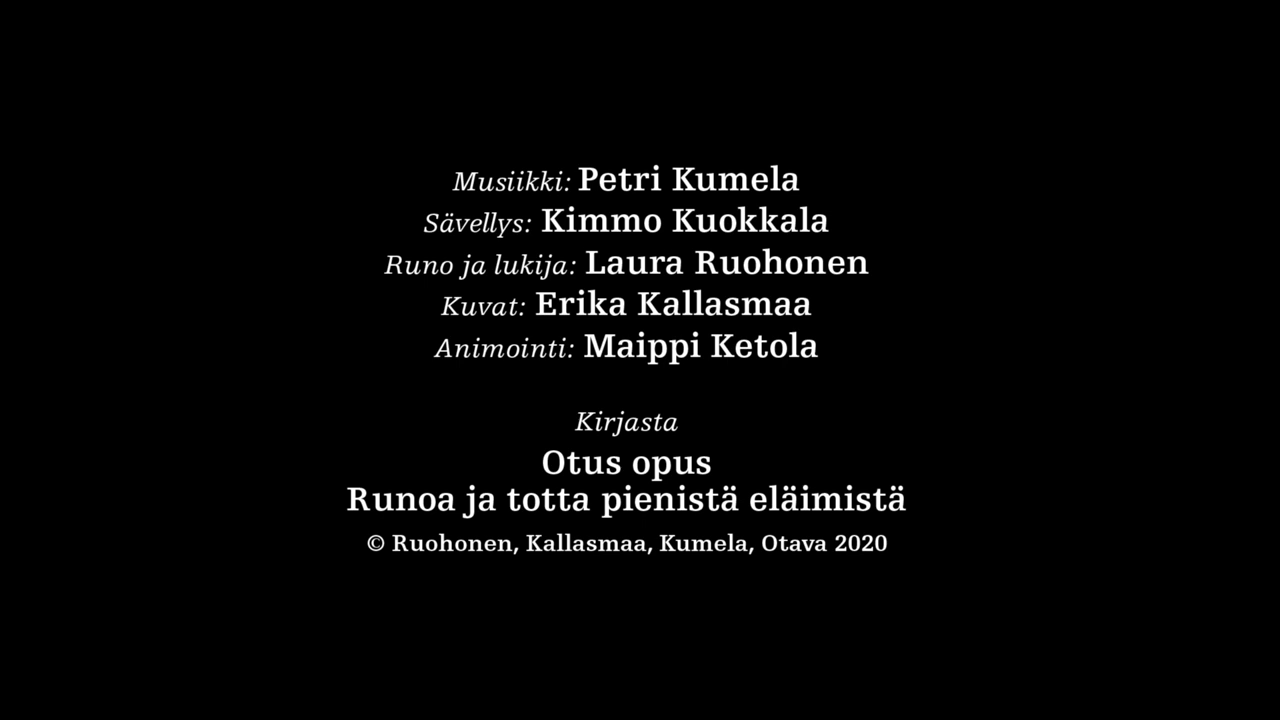 Musiikki: Petri Kumela
Sävellys: Kimmo Kuokkala
Runo ja lukija: Laura Ruohonen
Kuvat: Erika Kallasmaa
Animointi: Maippi Ketola
Kirjasta
Otus opus
Runoa ja totta pienistä eläimistä
© Ruohonen, Kallasmaa, Kumela, Otava 2020